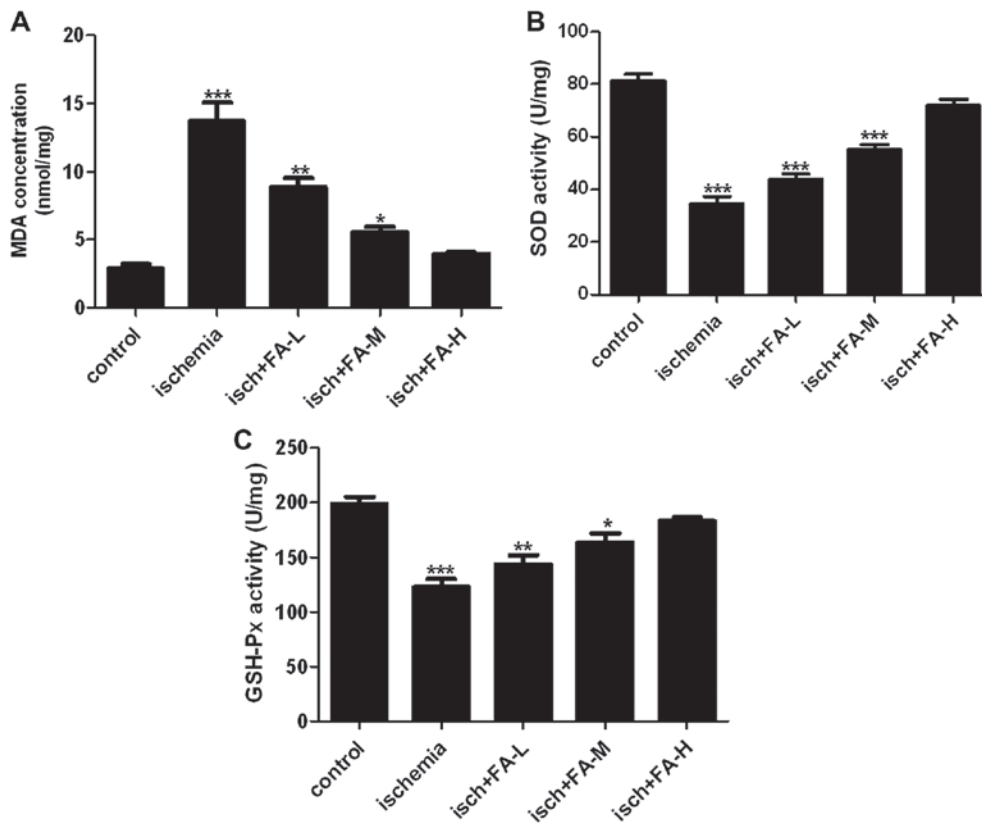 A
MDA concentration
(nmol/mg)
20
15
10
5
0
***
**
*
control
ischemia
isch+FA-L
isch+FA-M
isch+FA-H
B
SOD activity (U/mg)
100
80
60
40
20
0
***
***
***
control
ischemia
isch+FA-L
isch+FA-M
isch+FA-H
C
GSH-Px activity (U/mg)
250
200
150
100
50
0
***
**
*
control
ischemia
isch+FA-L
isch+FA-M
isch+FA-H